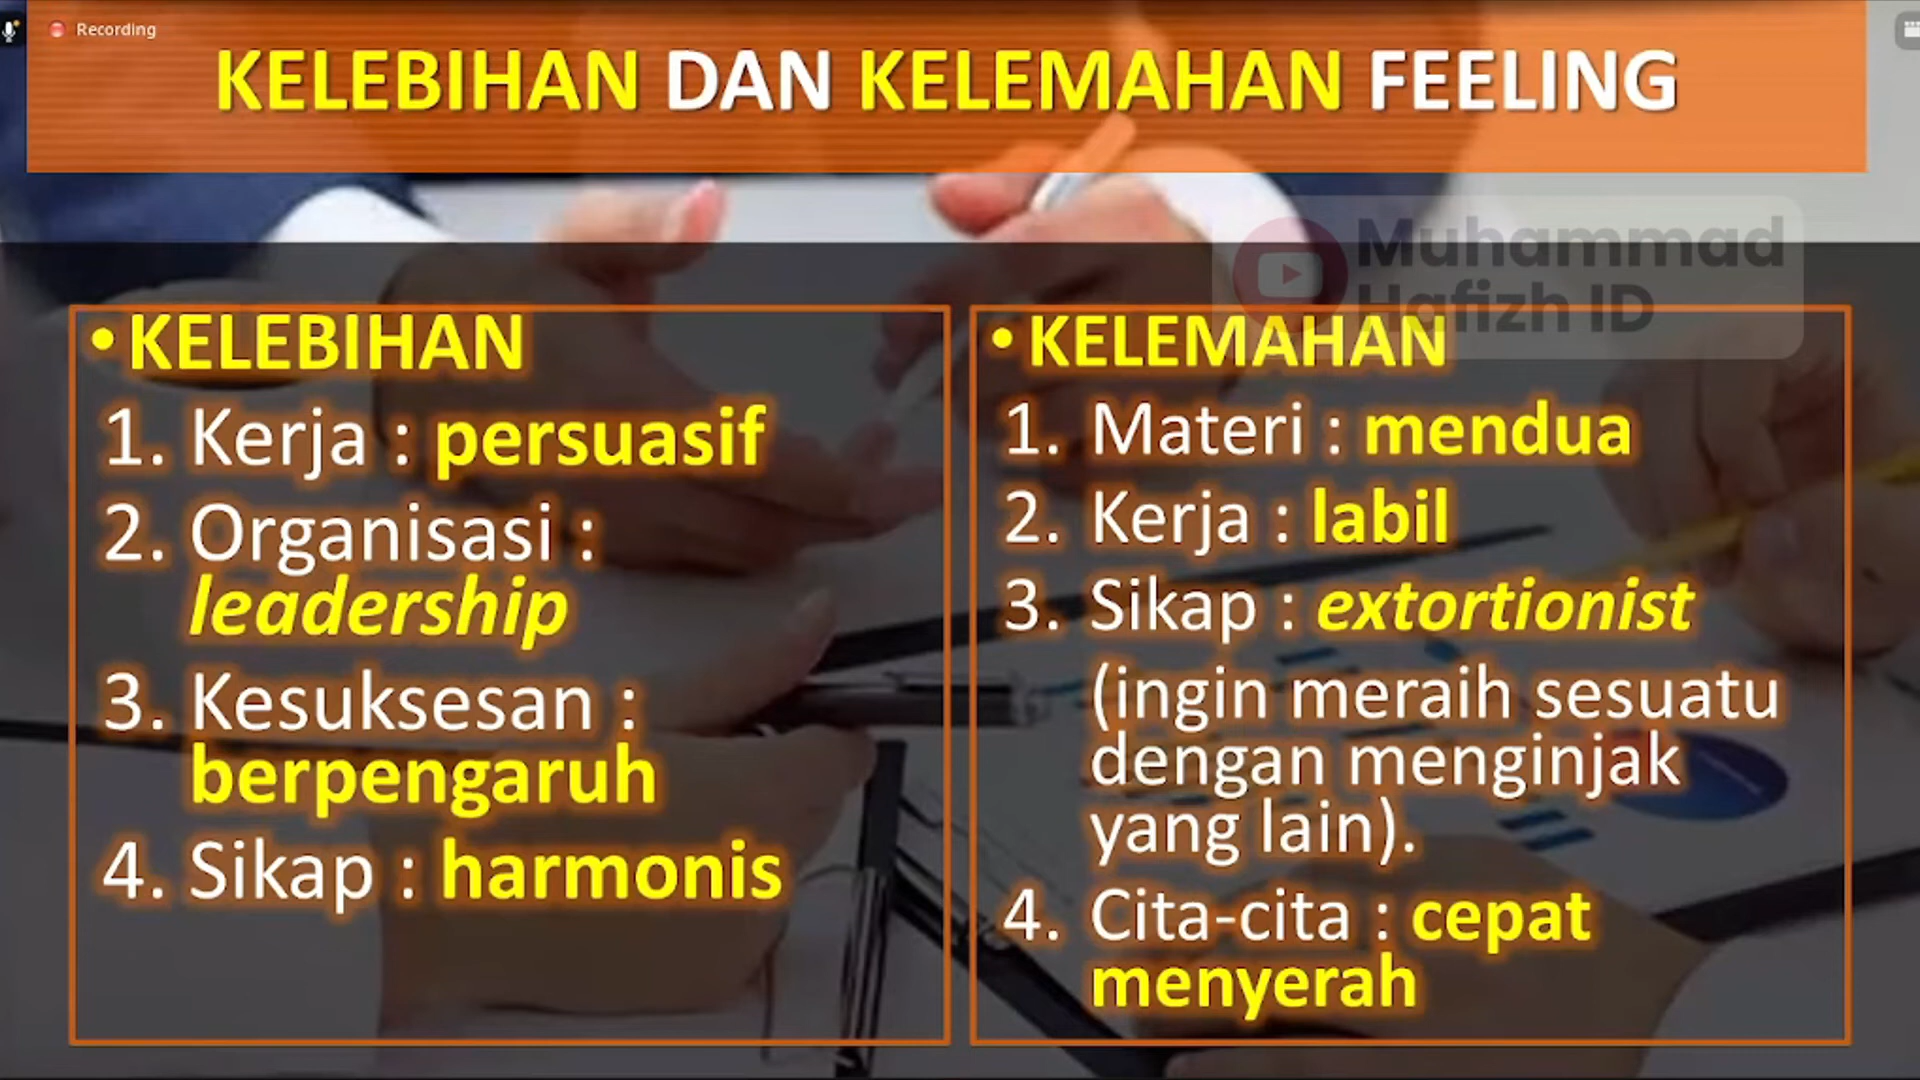 Recording
KELEBIHAN DAN KELEMAHAN FEELING
Muhammad
Hafizh ID
• KELEBIHAN
1. Kerja : persuasif
2. Organisasi :
leadership
3. Kesuksesan :
berpengaruh
4. Sikap : harmonis
• KELEMAHAN
1. Materi : mendua
2. Kerja : labil
3. Sikap : extortionist
(ingin meraih sesuatu
dengan menginjak
yang lain).
4. Cita-cita : cepat
menyerah